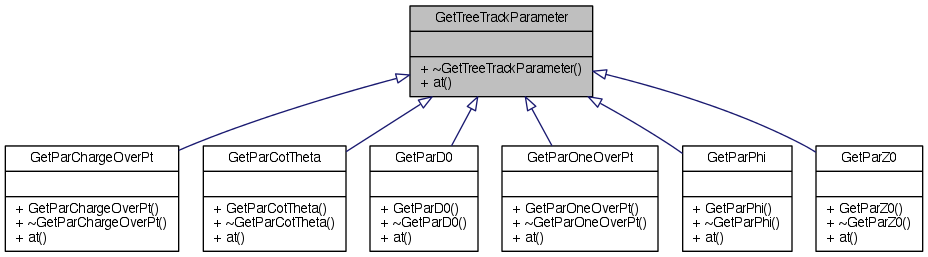 GetTreeTrackParameter
+ ~GetTreeTrackParameter()
+ at()
GetParChargeOverPt
+ GetParChargeOverPt()
+ ~GetParChargeOverPt()
+ at()
GetParCotTheta
+ GetParCotTheta()
+ ~GetParCotTheta()
+ at()
GetParD0
+ GetParD0()
+ ~GetParD0()
+ at()
GetParOneOverPt
+ GetParOneOverPt()
+ ~GetParOneOverPt()
+ at()
GetParPhi
+ GetParPhi()
+ ~GetParPhi()
+ at()
GetParZ0
+ GetParZ0()
+ ~GetParZ0()
+ at()